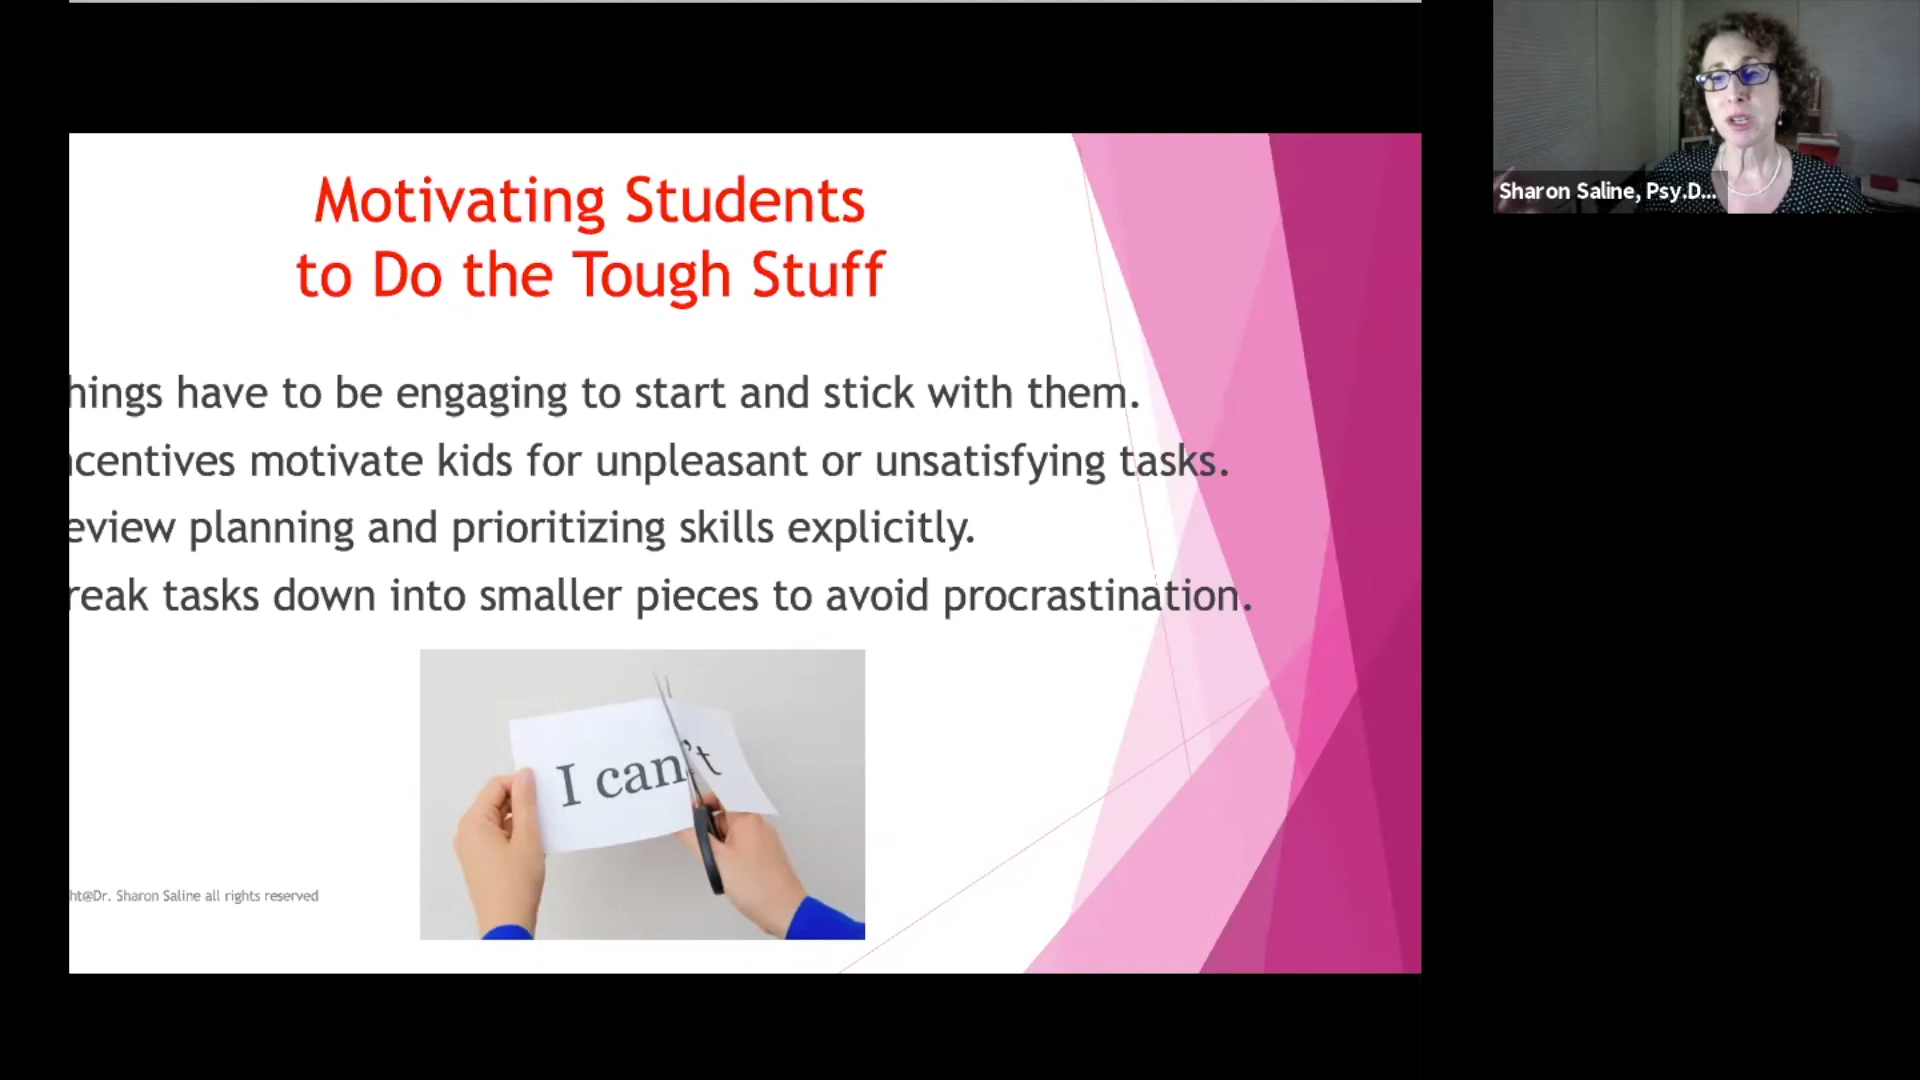 Motivating Students
to Do the Tough Stuff
hings have to be engaging to start and stick with them.
ncentives motivate kids for unpleasant or unsatisfying tasks.
eview planning and prioritizing skills explicitly.
reak tasks down into smaller pieces to avoid procrastination.
I can't
ht@Dr. Sharon Saline all rights reserved
Sharon Saline, Psy.D...